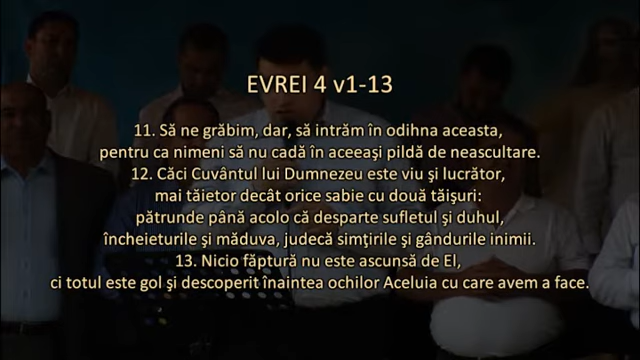 EVREI 4 v1-13
11. Să ne grăbim, dar, să intrăm în odihna aceasta,
pentru ca nimeni să nu cadă în aceeaşi pildă de neascultare.
12. Căci Cuvântul lui Dumnezeu este viu şi lucrător,
mai tăietor decât orice sabie cu două tăişuri:
pătrunde până acolo că desparte sufletul şi duhul,
încheieturile şi măduva, judecă simţirile şi gândurile inimii.
13. Nicio făptură nu este ascunsă de El,
ci totul este gol şi descoperit înaintea ochilor Aceluia cu care avem a face.